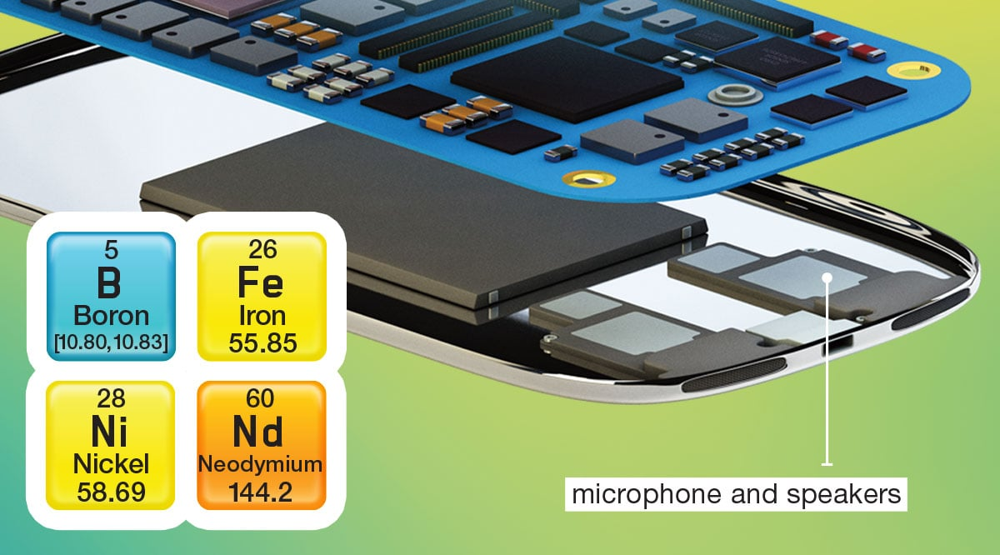 5
B
Boron
[10.80, 10.83]
26
Fe
Iron
55.85
28
Ni
Nickel
58.69
60
Nd
Neodymium
144.2
microphone and speakers